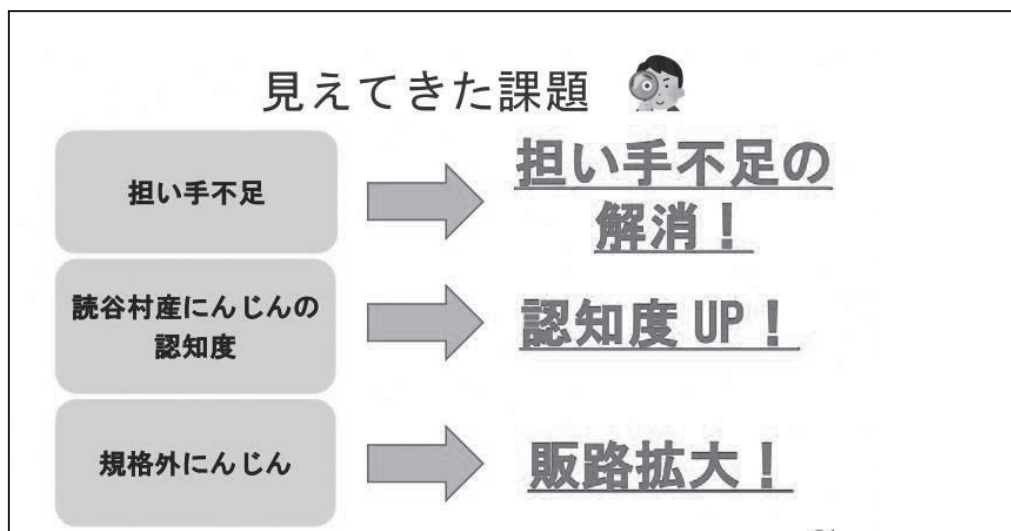 見えてきた課題
担い手不足
担い手不足の
解消！
読谷村産にんじんの
認知度
認知度 UP！
規格外にんじん
販路拡大！